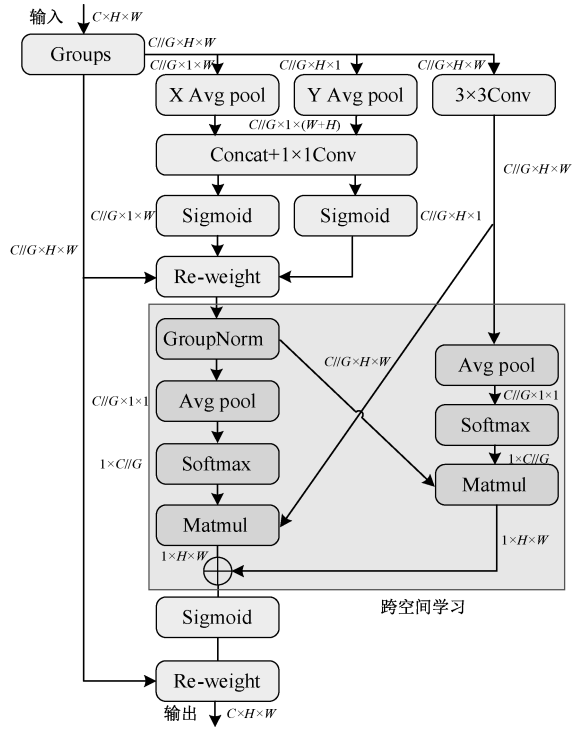 输入
C×H×W
Groups
C//G×H×W
C//G×1×W
C//G×H×1
C//G×H×W
X Avg pool
Y Avg pool
3×3Conv
C//G×1×(W+H)
Concat+1×1Conv
C//G×H×W
C//G×1×W
Sigmoid
Sigmoid
C//G×H×1
C//G×H×W
Re-weight
GroupNorm
C//G×H×W
Avg pool
C//G×1×1
Avg pool
C//G×1×1
Softmax
1×C//G
Softmax
1×C//G
Matmul
Matmul
1×H×W
1×H×W
跨空间学习
Sigmoid
Re-weight
输出
C×H×W